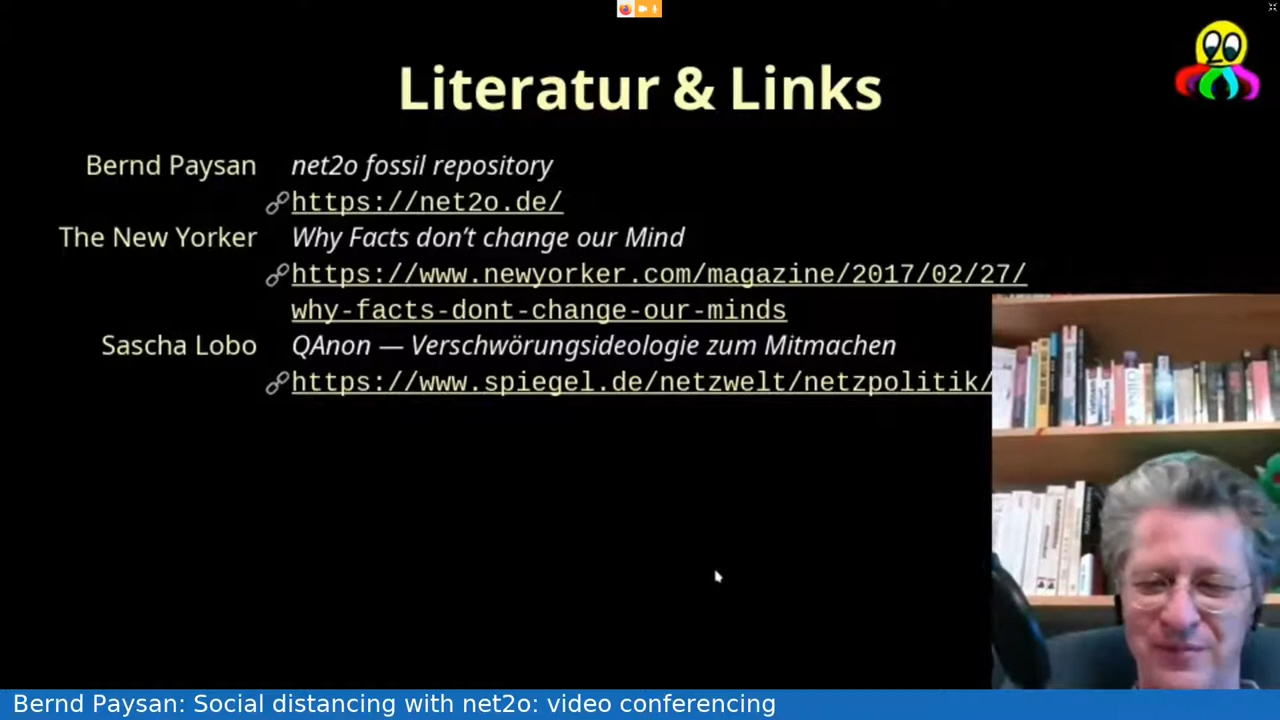 Literatur & Links
Bernd Paysan net2o fossil repository
https://net2o.de/
The New Yorker Why Facts don’t change our Mind
https://www.newyorker.com/magazine/2017/02/27/
why-facts-dont-change-our-minds
Sascha Lobo QAnon — Verschwörungsideologie zum Mitmachen
https://www.spiegel.de/netzwelt/netzpolitik/
Bernd Paysan: Social distancing with net2o: video conferencing